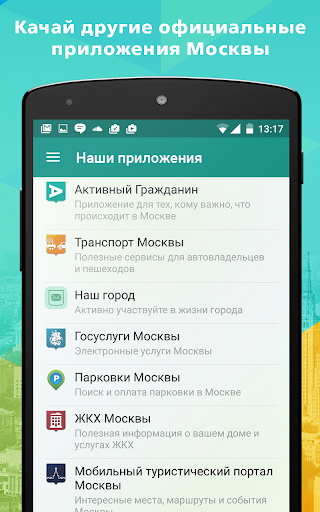 Качай другие официальные
приложения Москвы
13:17
Наши приложения
Активный Гражданин
Приложение для тех, кому важно, что
происходит в Москве
Транспорт Москвы
Полезные сервисы для автовладельцев
и пешеходов
Наш город
Активно участвуйте в жизни города
Госуслуги Москвы
Электронные услуги Москвы
Парковки Москвы
Поиск и оплата парковки в Москве
ЖКХ Москвы
Полезная информация о вашем доме и
услугах ЖКХ
Мобильный туристический портал
Москвы
Интересные места, маршруты и события
Москвы